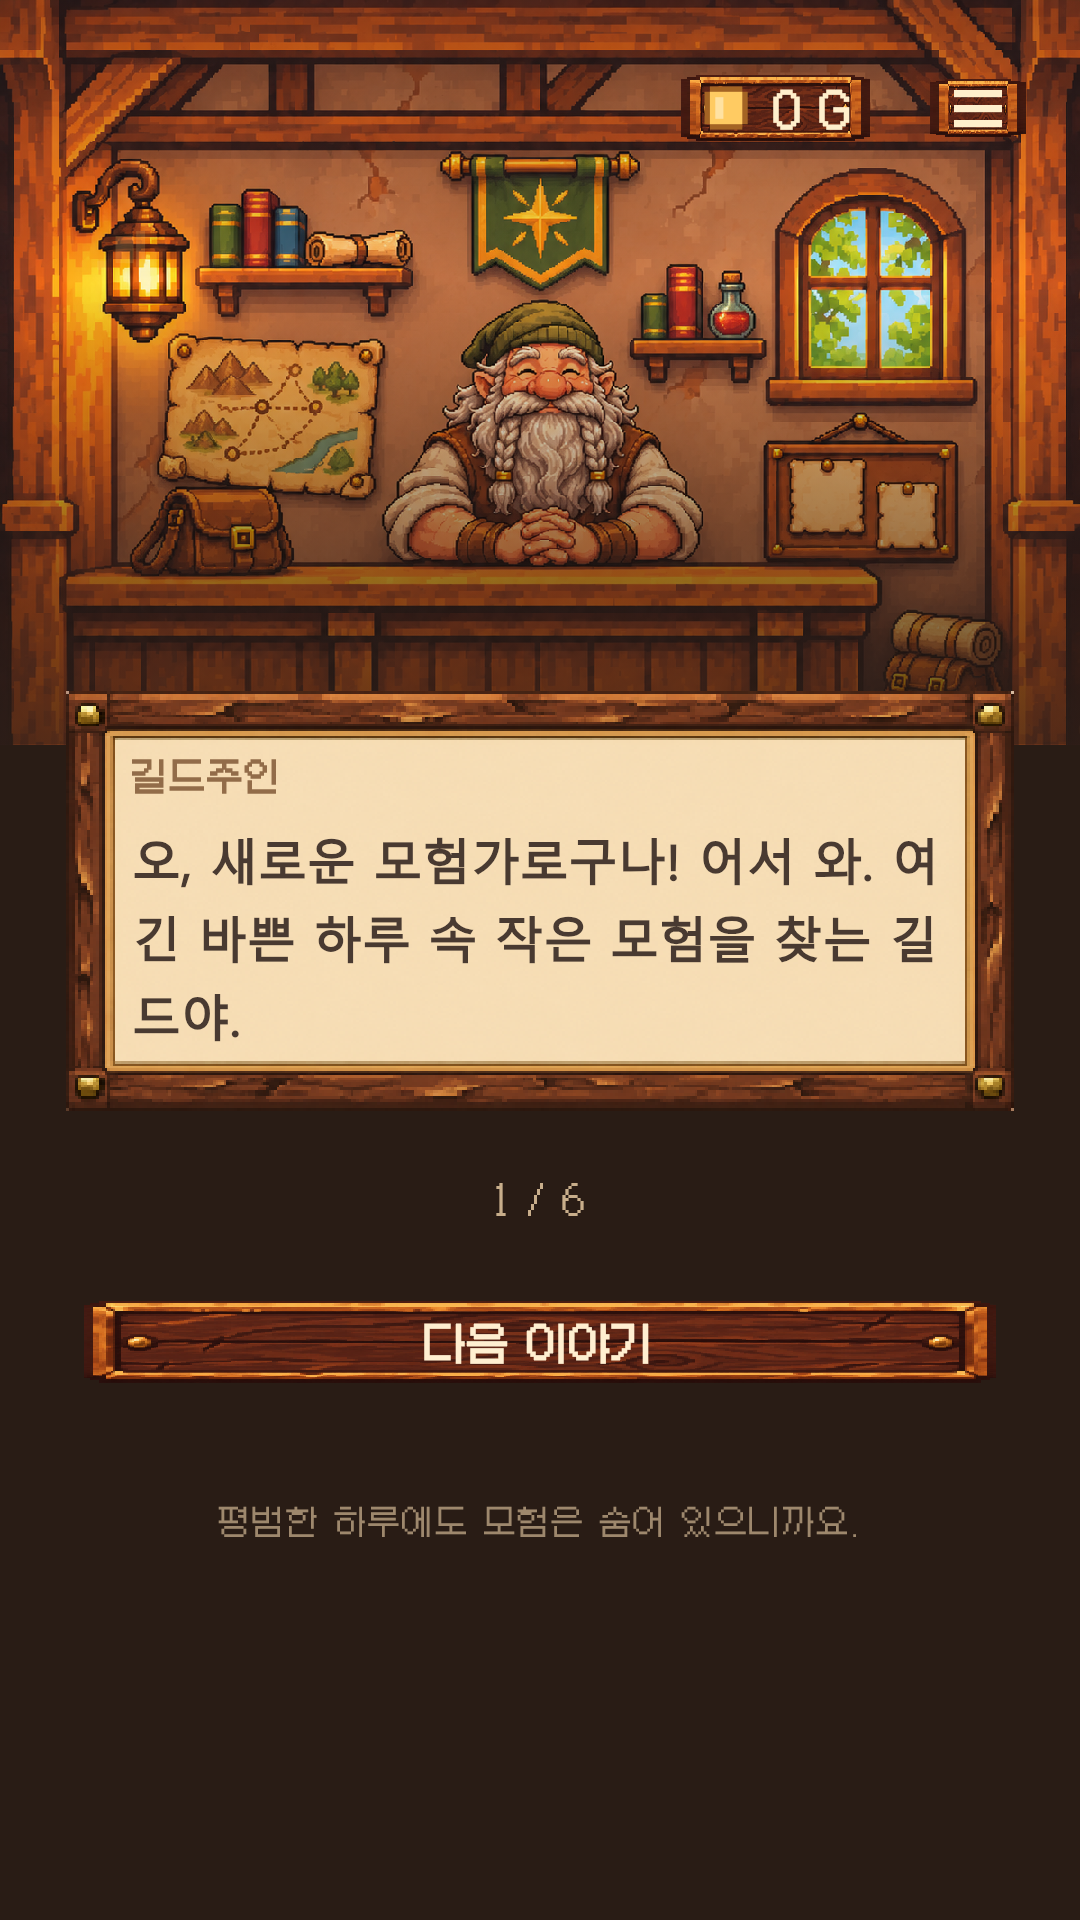 0 G
길드주인
오, 새로운 모험가로구나! 어서 와. 여
긴 바쁜 하루 속 작은 모험을 찾는 길
드야.
1 / 6
다음 이야기
평범한 하루에도 모험은 숨어 있으니까요.